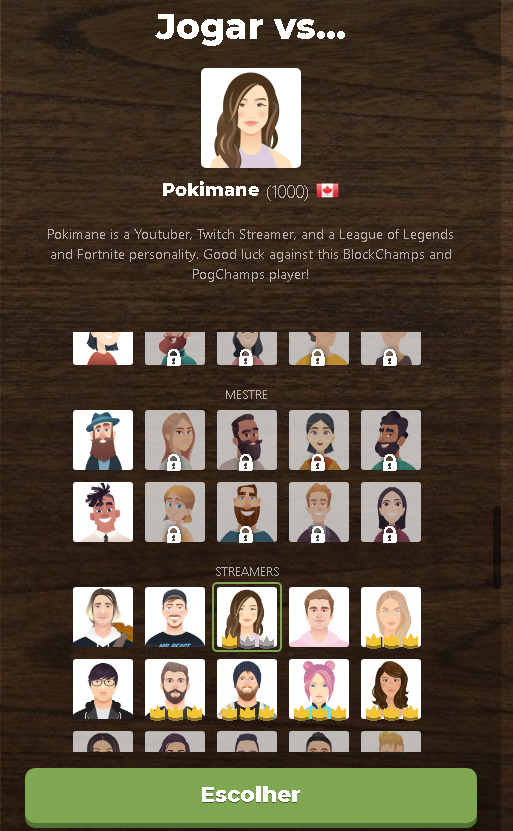 Jogar vs...
Pokimane (1000)
Pokimane is a Youtuber, Twitch Streamer, and a League of Legends
and Fortnite personality. Good luck against this BlockChamps and
PogChamps player!
MESTRE
STREAMERS
Escolher